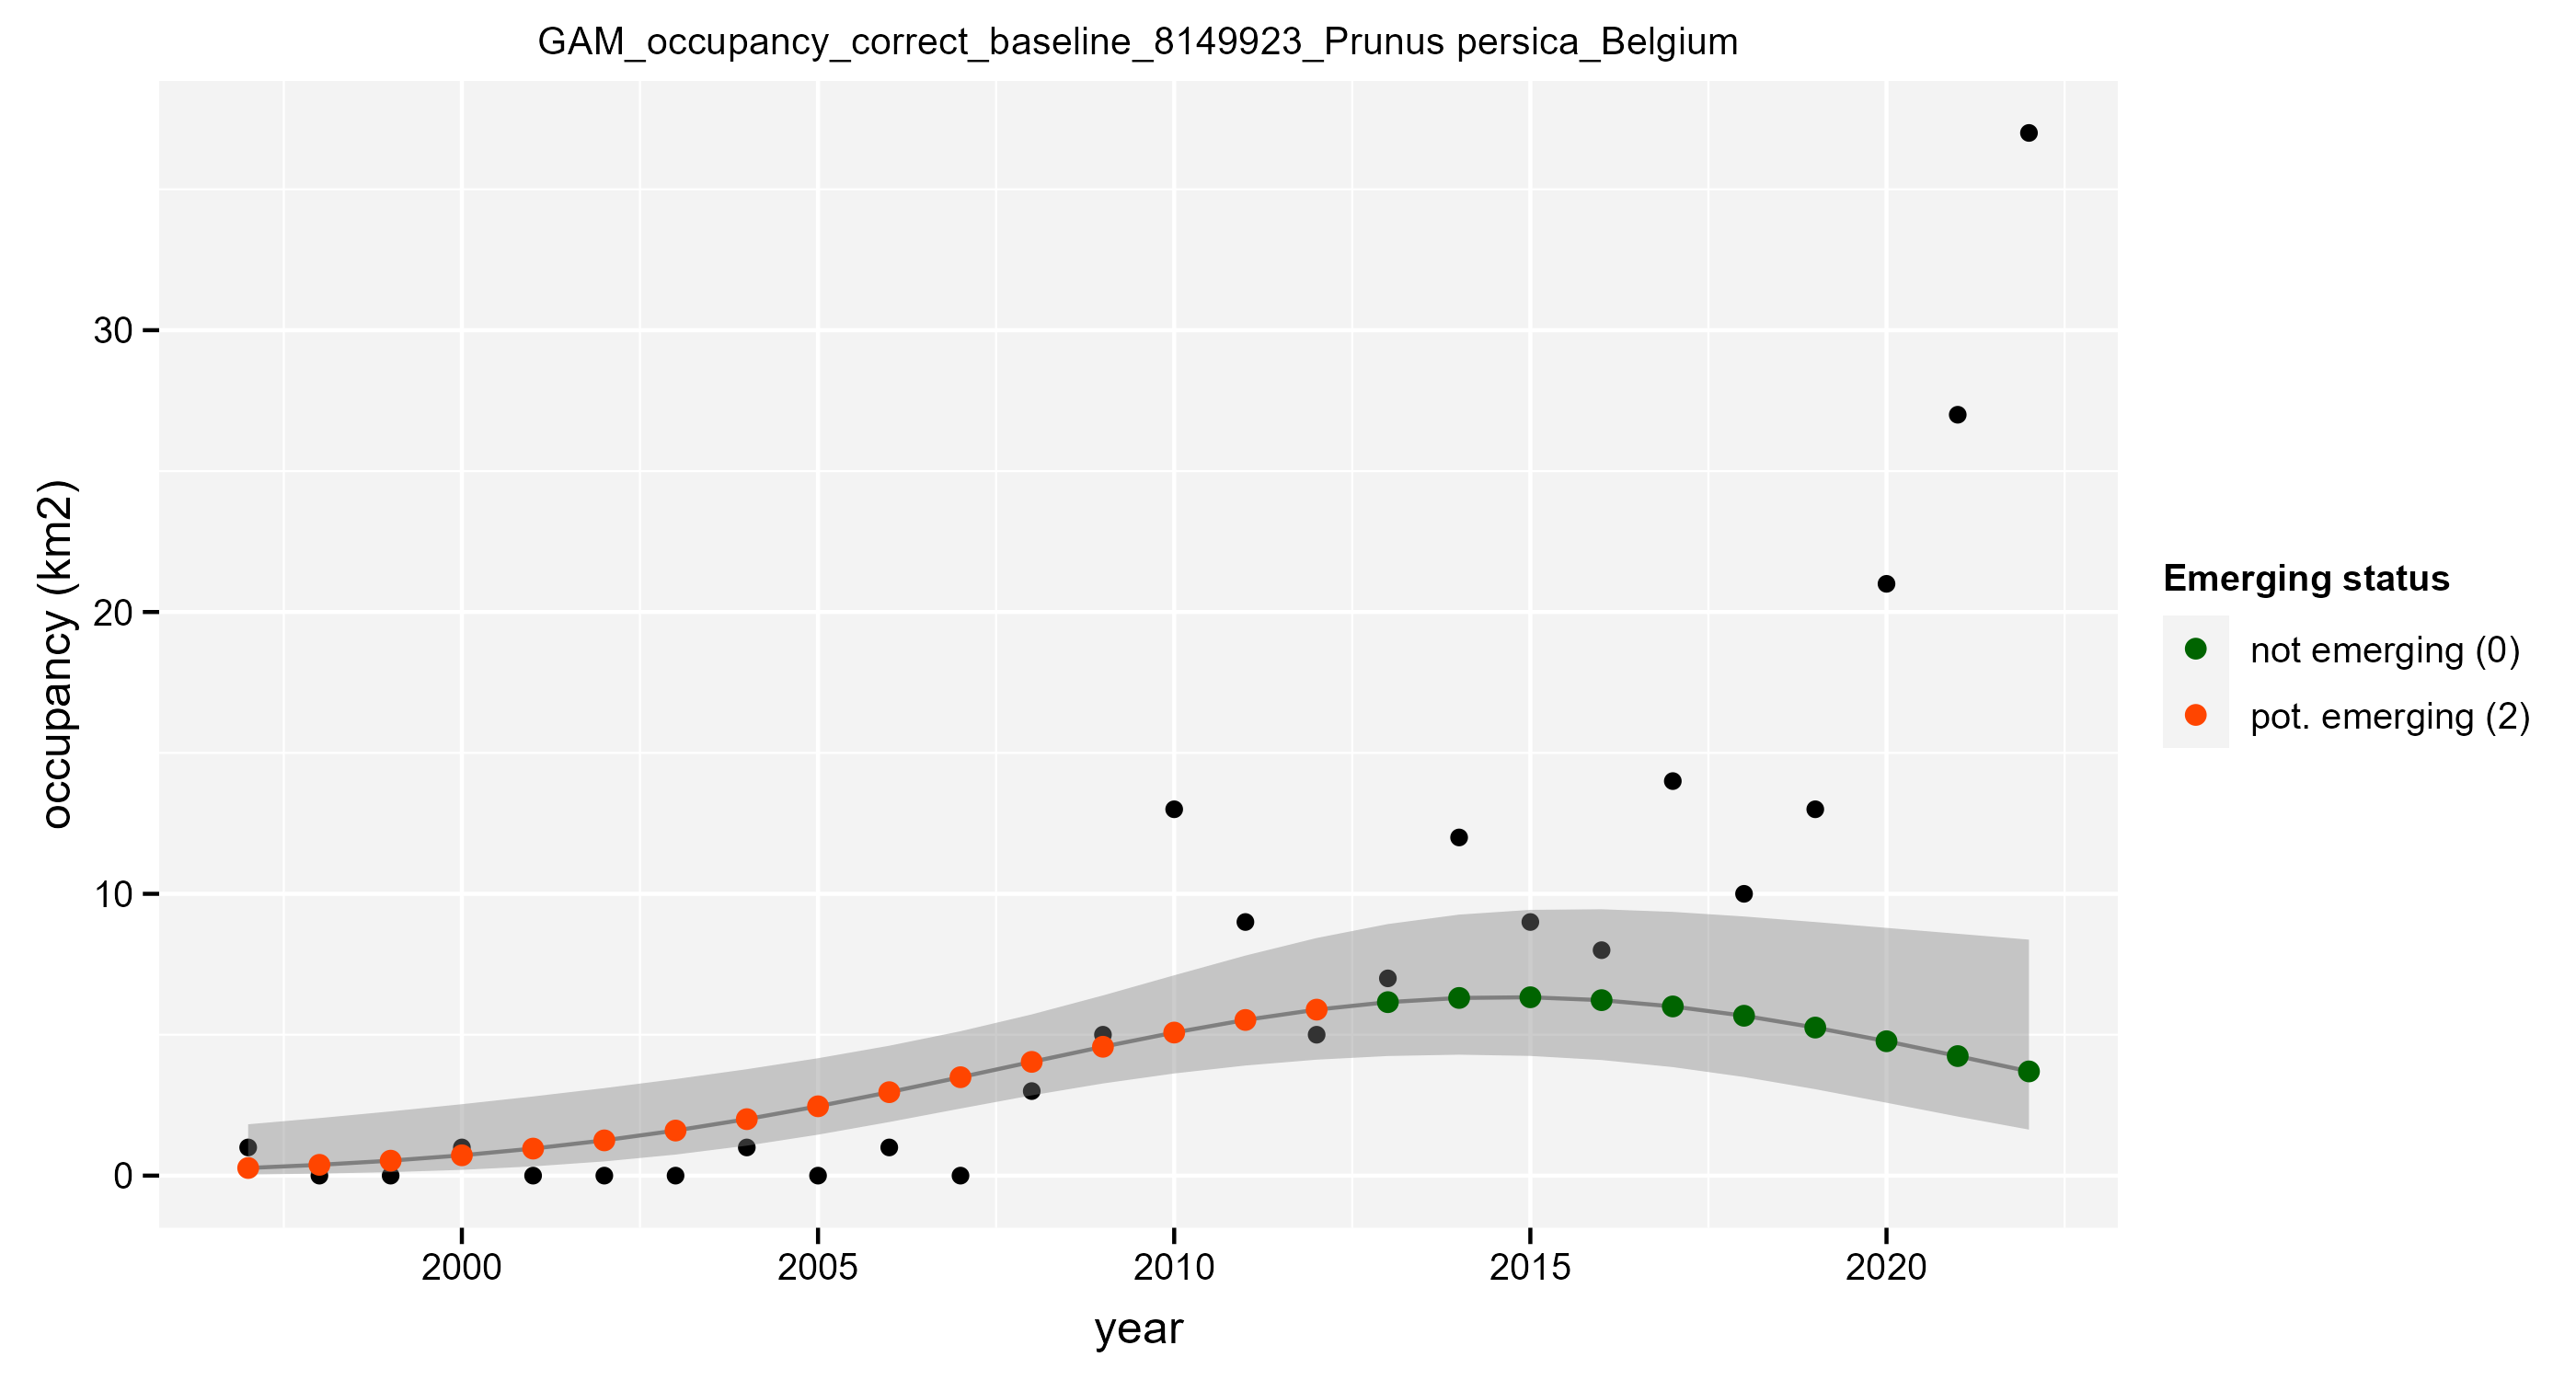 GAM_occupancy_correct_baseline_8149923_Prunus persica_Belgium
occupancy (km2)
30
20
10
0
2000 2005 2010 2015 2020
year
Emerging status
not emerging (0)
pot. emerging (2)